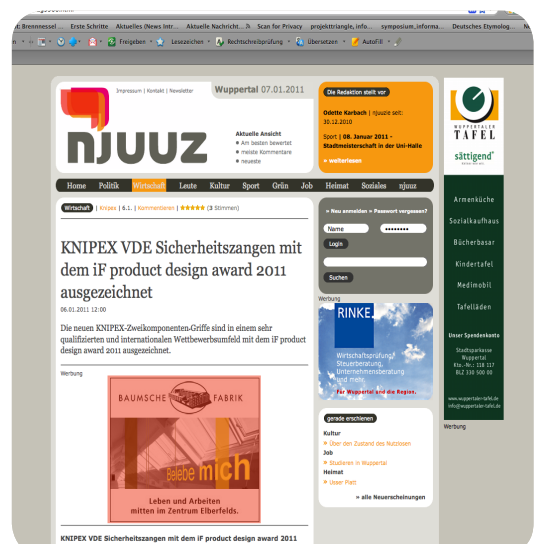 t: Brennnessel ... Erste Schritte Aktuelles (News Intr... Aktuelle Nachricht... Scan for Privacy projekttriangle, info... symposium,informa... Deutsches Etymolog...
Freigeben Lesezeichen Rechtschreibprüfung Übersetzen AutoFill
Impressum | Kontakt | Newsletter
Wuppertal 07.01.2011
njuuz
Aktuelle Ansicht
Am besten bewertet
meiste Kommentare
neueste
Die Redaktion stellt vor
Odette Karbach | njuuzie seit:
30.12.2010
Sport | 08. Januar 2011 -
Stadtmeisterschaft in der Uni-Halle
» weiterlesen
WUPPERTALER
TAFEL
sättigend
Armenküche
Sozialkaufhaus
Bücherbasar
Kindertafel
Medimobil
Tafelläden
Unser Spendenkonto
Stadtsparkasse
Wuppertal
Kto.-Nr.: 118 117
BLZ 330 500 00
www.wuppertaler-tafel.de
info@wuppertaler-tafel.de
Werbung
Home Politik Wirtschaft Leute Kultur Sport Grün Job Heimat Soziales njuuz
Wirtschaft | Knipex | 6.1. | Kommentieren | (3 Stimmen)
KNIPEX VDE Sicherheitszangen mit
dem iF product design award 2011
ausgezeichnet
06.01.2011 12:00
Die neuen KNIPEX-Zweikomponenten-Griffe sind in einem sehr
qualifizierten und internationalen Wettbewerbsumfeld mit dem iF product
design award 2011 ausgezeichnet.
Werbung
BAUMSCHE FABRIK
Belebe mich
Leben und Arbeiten
mitten im Zentrum Elberfelds.
KNIPEX VDE Sicherheitszangen mit dem iF product design award 2011
» Neu anmelden » Passwort vergessen?
Name ••••••••
Login
Suchen
Werbung
RINKE.
Wirtschaftsprüfung,
Steuerberatung,
Unternehmensberatung
und mehr.
Für Wuppertal und die Region.
gerade erschienen
Kultur
» Über den Zustand des Nutzlosen
Job
» Studieren in Wuppertal
Heimat
» Usser Platt
» alle Neuerscheinungen